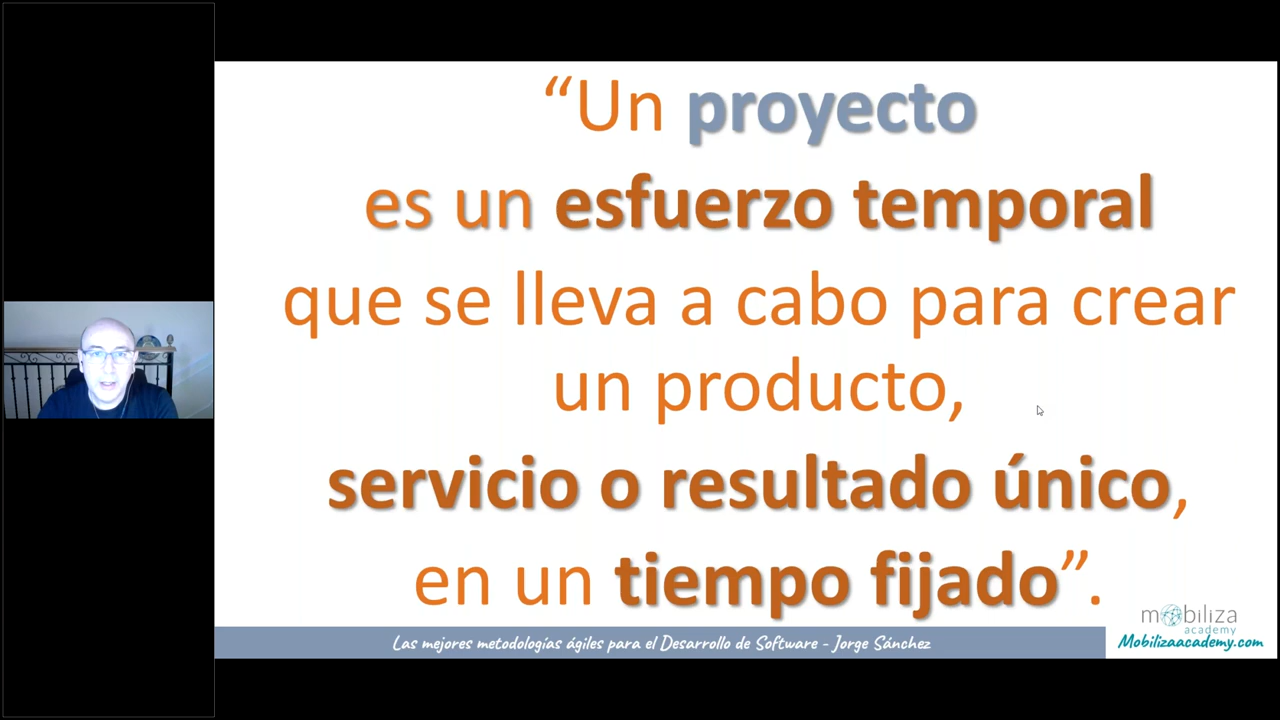 “Un proyecto
es un esfuerzo temporal
que se lleva a cabo para crear
un producto,
servicio o resultado único,
en un tiempo fijado”.
mobiliza
academy
Las mejores metodologías ágiles para el Desarrollo de Software - Jorge Sánchez
Mobilizaacademy.com